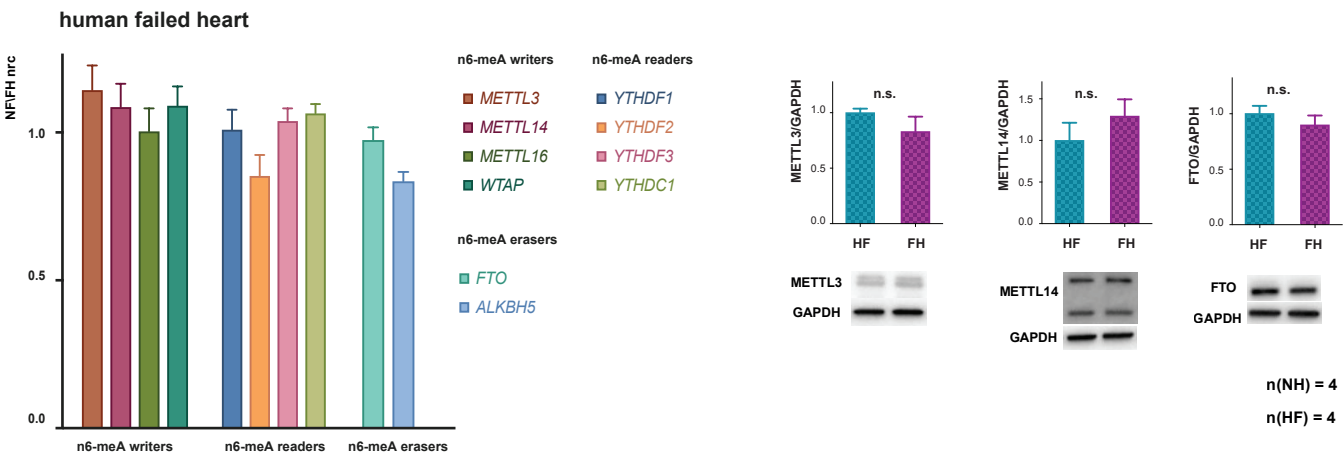 human failed heart
NF\FH nrc
1.0
0.5
0.0
n6-meA writers
n6-meA readers
n6-meA erasers
n6-meA writers
METTL3
METTL14
METTL16
WTAP
n6-meA readers
YTHDF1
YTHDF2
YTHDF3
YTHDC1
n6-meA erasers
FTO
ALKBH5
METTL3/GAPDH
n.s.
1.0
0.5
0.0
HF FH
METTL3
GAPDH
METTL14/GAPDH
n.s.
1.5
1.0
0.5
0.0
HF FH
METTL14
GAPDH
FTO/GAPDH
n.s.
1.0
0.5
0.0
HF FH
FTO
GAPDH
n(NH) = 4
n(HF) = 4